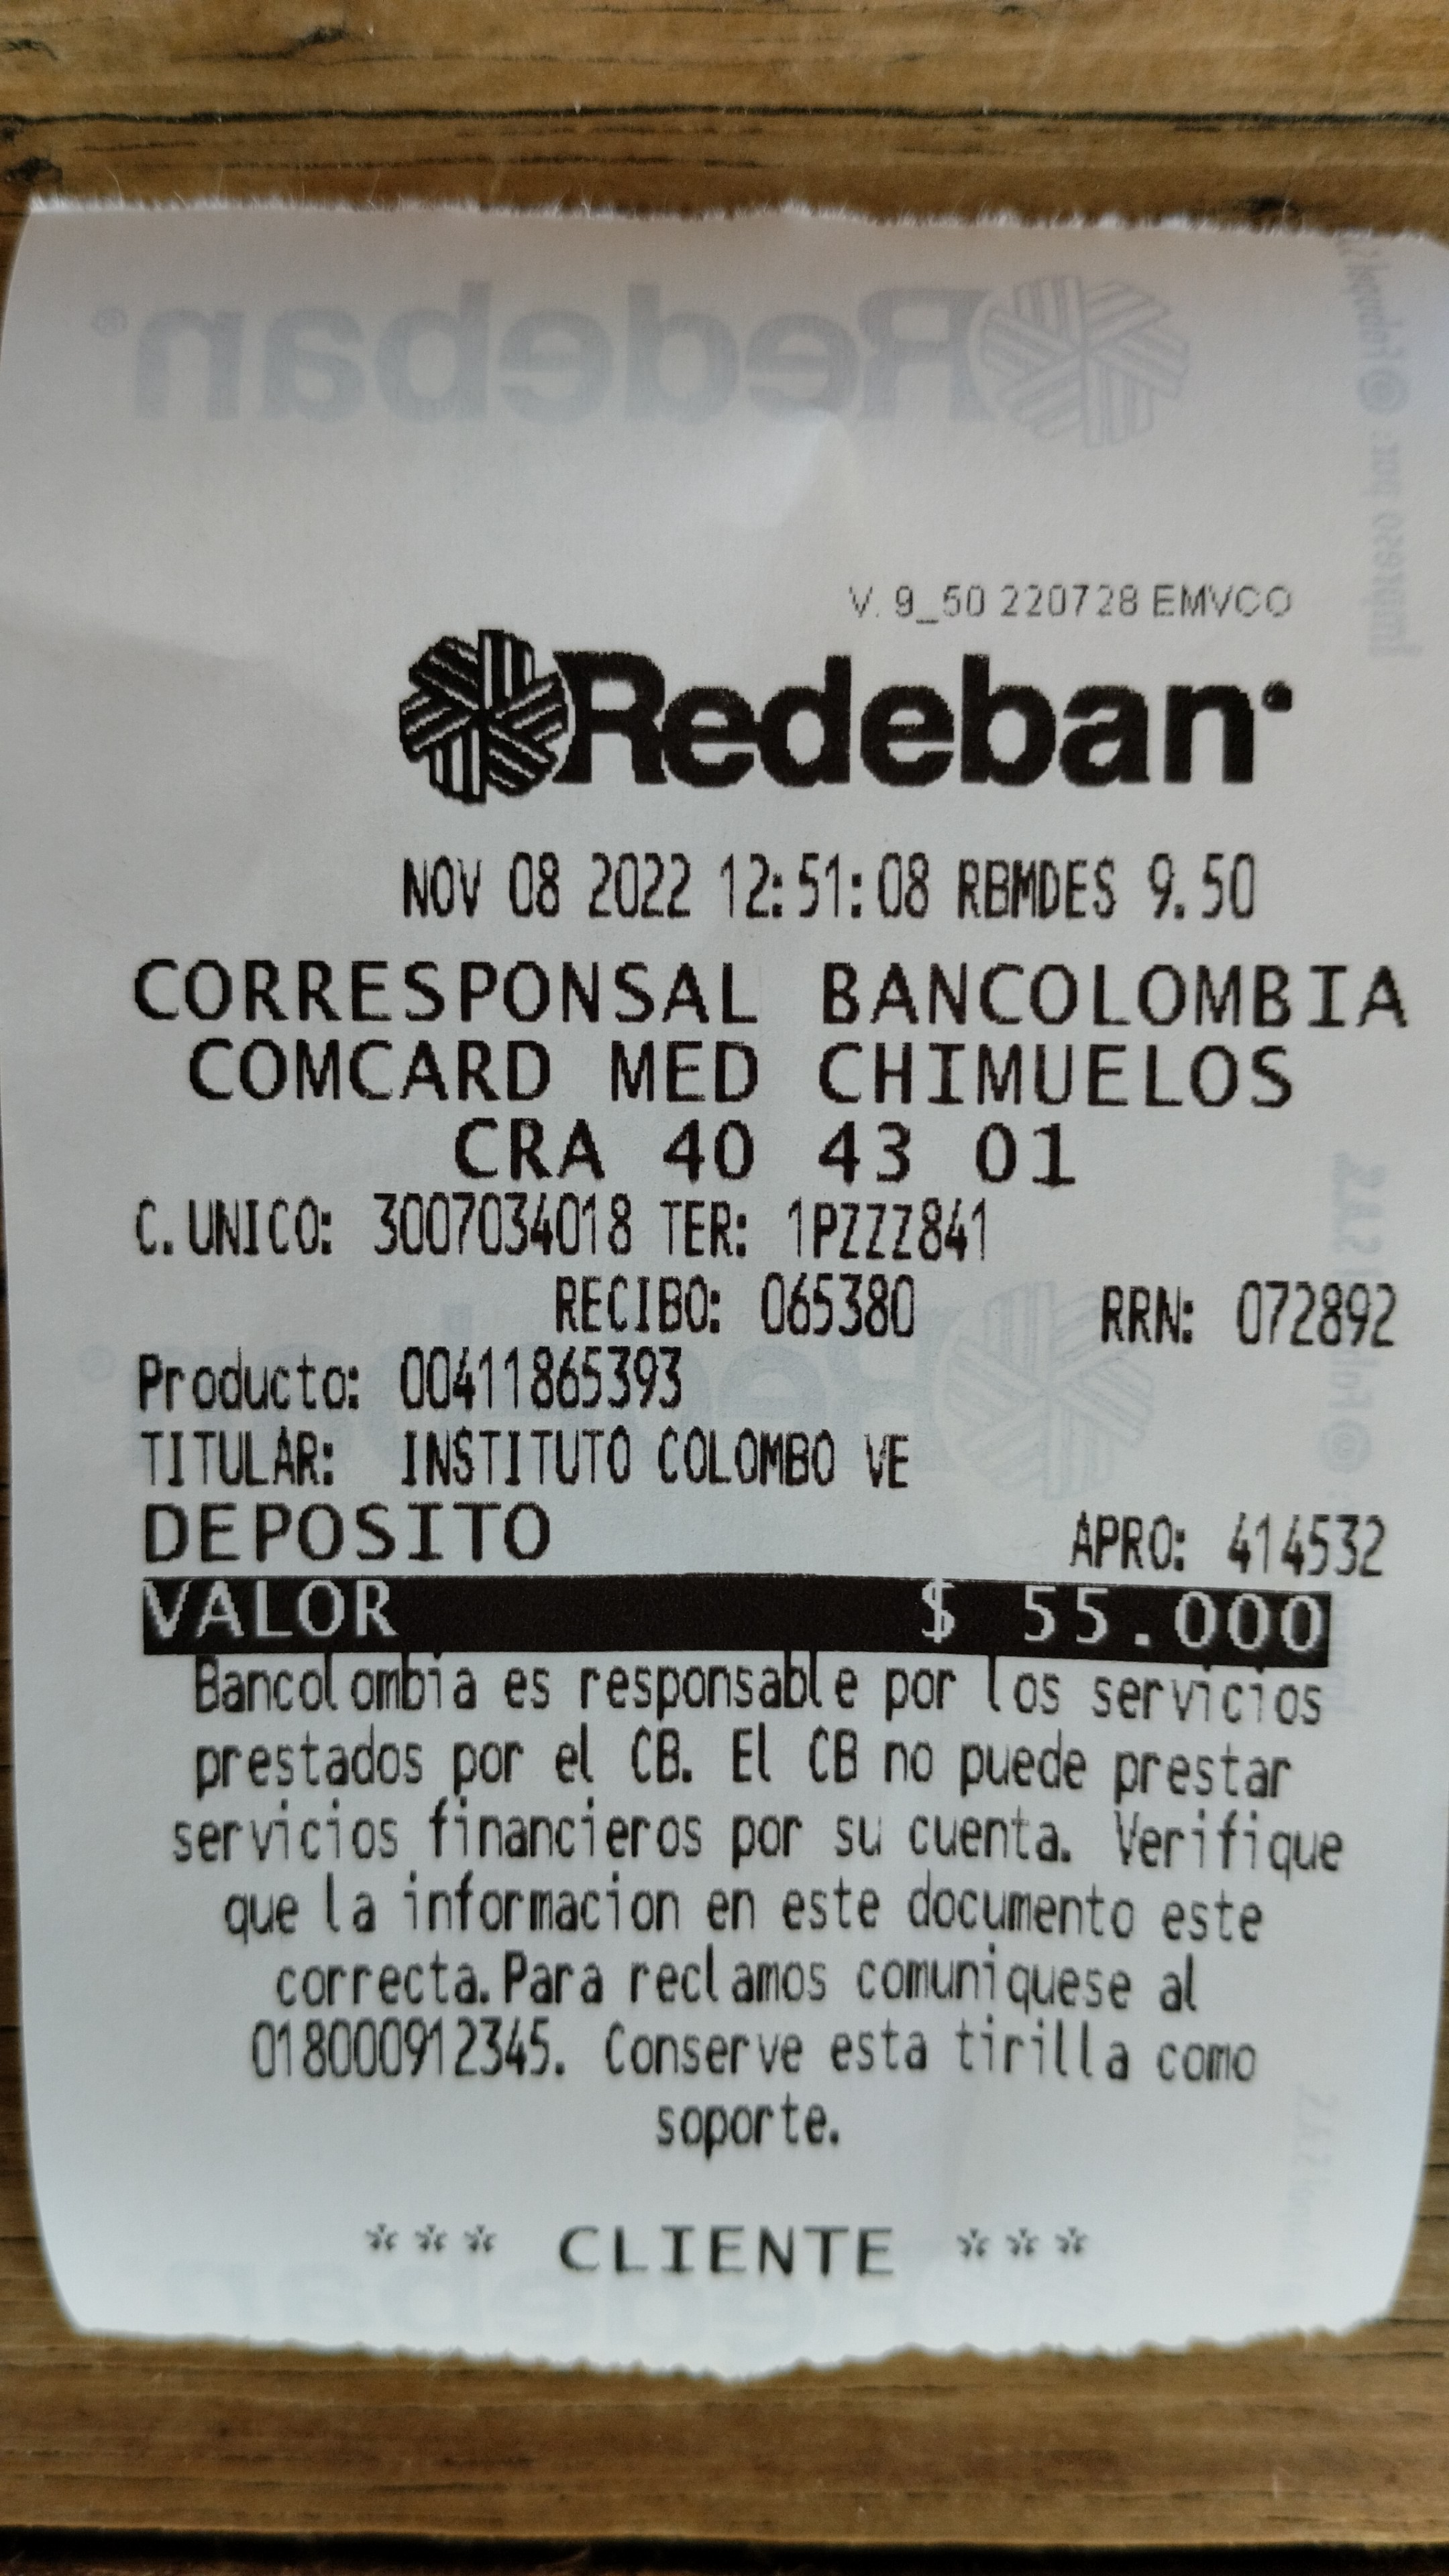 V. 9_50 220728 EMVCO
Redeban
NOV 08 2022 12:51:08 RBMDES 9.50
CORRESPONSAL BANCOLOMBIA
COMCARD MED CHIMUELOS
CRA 40 43 01
C.UNICO: 3007034018 TER: 1PZZZ841
RECIBO: 065380 RRN: 072892
Producto: 00411865393
TITULAR: INSTITUTO COLOMBO VE
DEPOSITO APRO: 414532
VALOR $ 55.000
Bancolombia es responsable por los servicios
prestados por el CB. El CB no puede prestar
servicios financieros por su cuenta. Verifique
que la informacion en este documento este
correcta.Para reclamos comuniquese al
018000912345. Conserve esta tirilla como
soporte.
*** CLIENTE ***